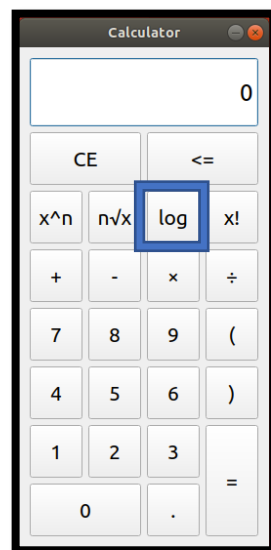 Calculator
0
CE <=
x^n n√x log x!
+ - × ÷
7 8 9 (
4 5 6 )
1 2 3 =
0 .